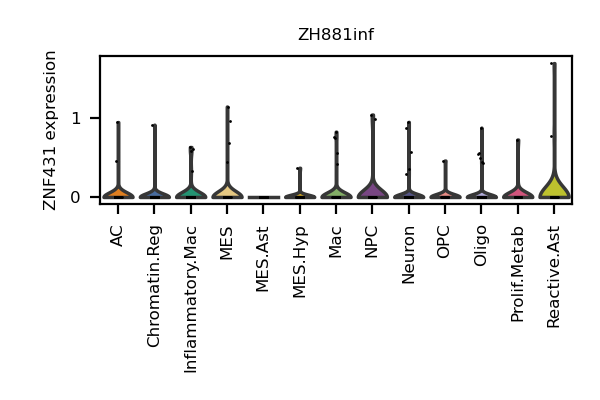 ZH881inf
ZNF431 expression
1
0
AC
Chromatin.Reg
Inflammatory.Mac
MES
MES.Ast
MES.Hyp
Mac
NPC
Neuron
OPC
Oligo
Prolif.Metab
Reactive.Ast